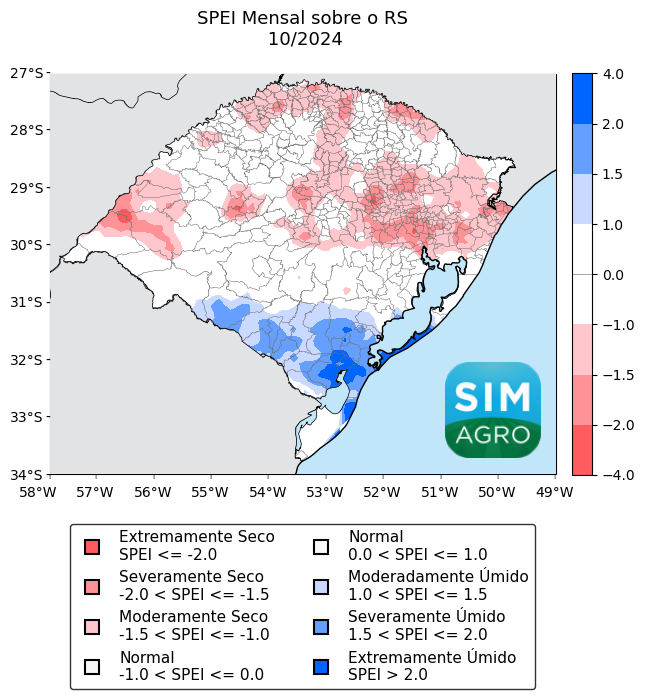 SPEI Mensal sobre o RS
10/2024
27°S
28°S
29°S
30°S
31°S
32°S
33°S
34°S
58°W
57°W
56°W
55°W
54°W
53°W
52°W
51°W
50°W
49°W
4.0
2.0
1.5
1.0
0.0
−1.0
−1.5
−2.0
−4.0
SIM
AGRO
Extremamente Seco
SPEI <= -2.0
Severamente Seco
-2.0 < SPEI <= -1.5
Moderamente Seco
-1.5 < SPEI <= -1.0
Normal
-1.0 < SPEI <= 0.0
Normal
0.0 < SPEI <= 1.0
Moderadamente Úmido
1.0 < SPEI <= 1.5
Severamente Úmido
1.5 < SPEI <= 2.0
Extremamente Úmido
SPEI > 2.0